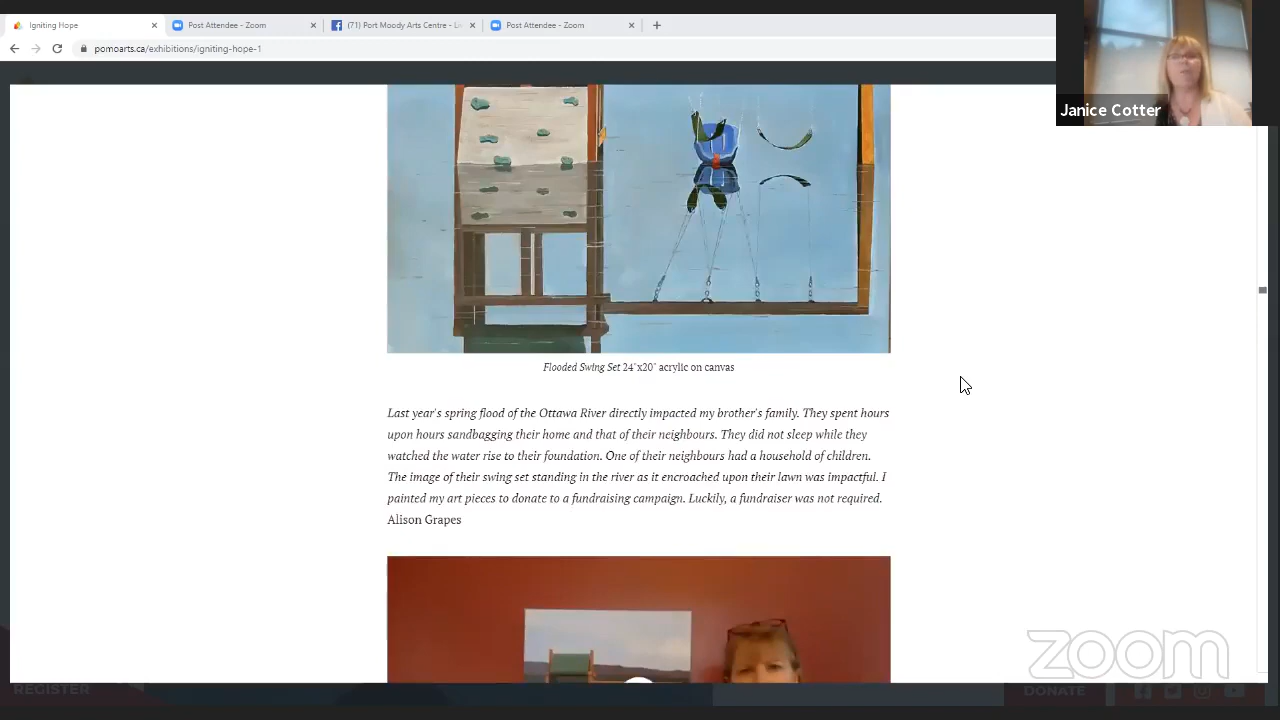 Igniting Hope
Post Attendee - Zoom
(71) Port Moody Arts Centre - L
Post Attendee - Zoom
pomoarts.ca/exhibitions/igniting-hope-1
Janice Cotter
Flooded Swing Set 24"x20" acrylic on canvas
Last year's spring flood of the Ottawa River directly impacted my brother's family. They spent hours
upon hours sandbagging their home and that of their neighbours. They did not sleep while they
watched the water rise to their foundation. One of their neighbours had a household of children.
The image of their swing set standing in the river as it encroached upon their lawn was impactful. I
painted my art pieces to donate to a fundraising campaign. Luckily, a fundraiser was not required.
Alison Grapes
zoom
REGISTER
DONATE